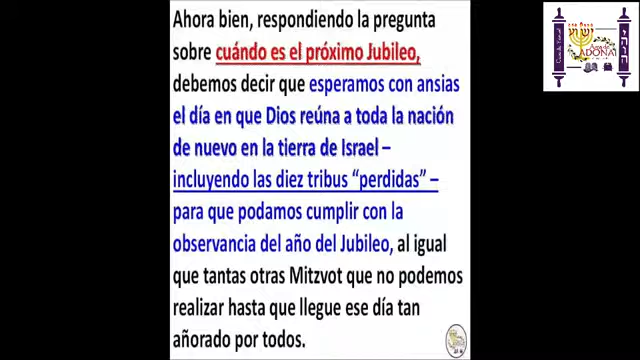 Ahora bien, respondiendo la pregunta
sobre cuándo es el próximo Jubileo,
debemos decir que esperamos con ansias
el día en que Dios reúna a toda la nación
de nuevo en la tierra de Israel –
incluyendo las diez tribus “perdidas” –
para que podamos cumplir con la
observancia del año del Jubileo, al igual
que tantas otras Mitzvot que no podemos
realizar hasta que llegue ese día tan
añorado por todos.
ADONAI